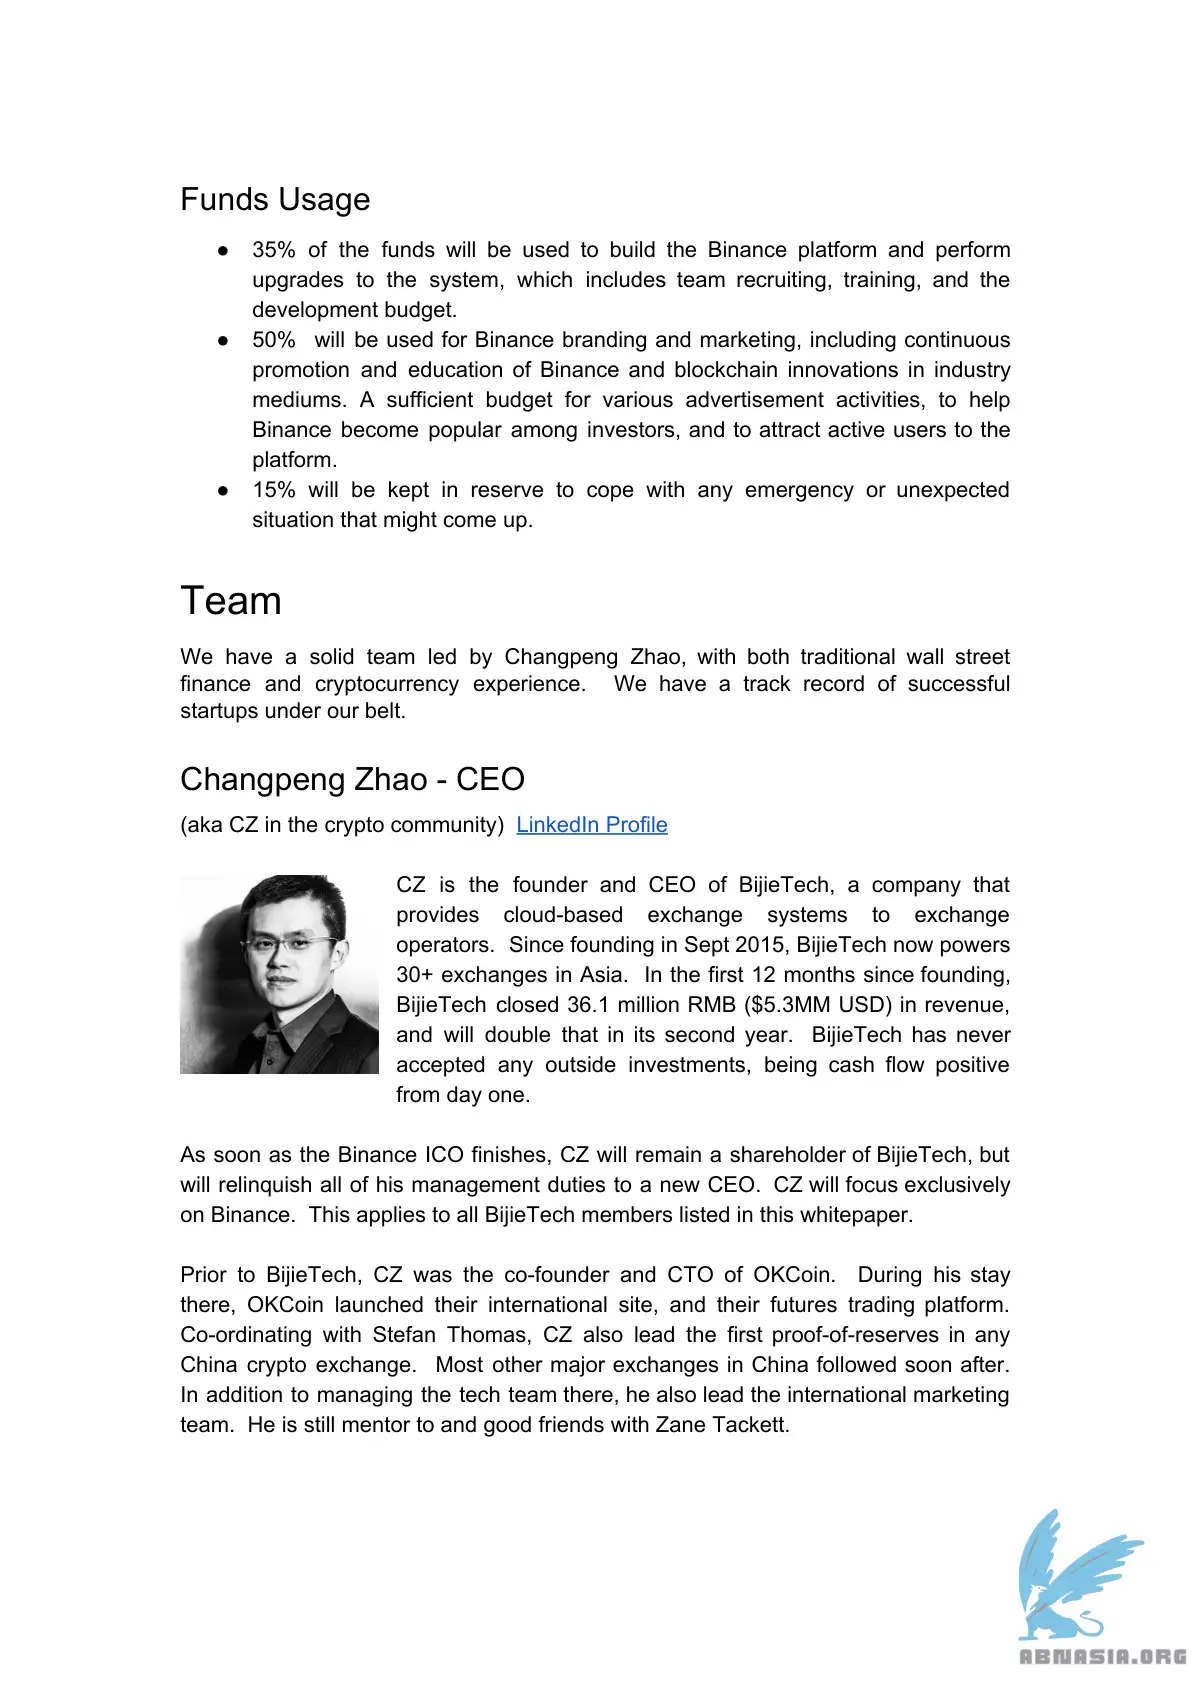 Funds Usage
● 35% of the funds will be used to build the Binance platform and perform
upgrades to the system, which includes team recruiting, training, and the
development budget.
● 50% will be used for Binance branding and marketing, including continuous
promotion and education of Binance and blockchain innovations in industry
mediums. A sufficient budget for various advertisement activities, to help
Binance become popular among investors, and to attract active users to the
platform.
● 15% will be kept in reserve to cope with any emergency or unexpected
situation that might come up.
Team
We have a solid team led by Changpeng Zhao, with both traditional wall street
finance and cryptocurrency experience. We have a track record of successful
startups under our belt.
Changpeng Zhao - CEO
(aka CZ in the crypto community) LinkedIn Profile
CZ is the founder and CEO of BijieTech, a company that
provides cloud-based exchange systems to exchange
operators. Since founding in Sept 2015, BijieTech now powers
30+ exchanges in Asia. In the first 12 months since founding,
BijieTech closed 36.1 million RMB ($5.3MM USD) in revenue,
and will double that in its second year. BijieTech has never
accepted any outside investments, being cash flow positive
from day one.
As soon as the Binance ICO finishes, CZ will remain a shareholder of BijieTech, but
will relinquish all of his management duties to a new CEO. CZ will focus exclusively
on Binance. This applies to all BijieTech members listed in this whitepaper.
Prior to BijieTech, CZ was the co-founder and CTO of OKCoin. During his stay
there, OKCoin launched their international site, and their futures trading platform.
Co-ordinating with Stefan Thomas, CZ also lead the first proof-of-reserves in any
China crypto exchange. Most other major exchanges in China followed soon after.
In addition to managing the tech team there, he also lead the international marketing
team. He is still mentor to and good friends with Zane Tackett.
ABNASIA.ORG